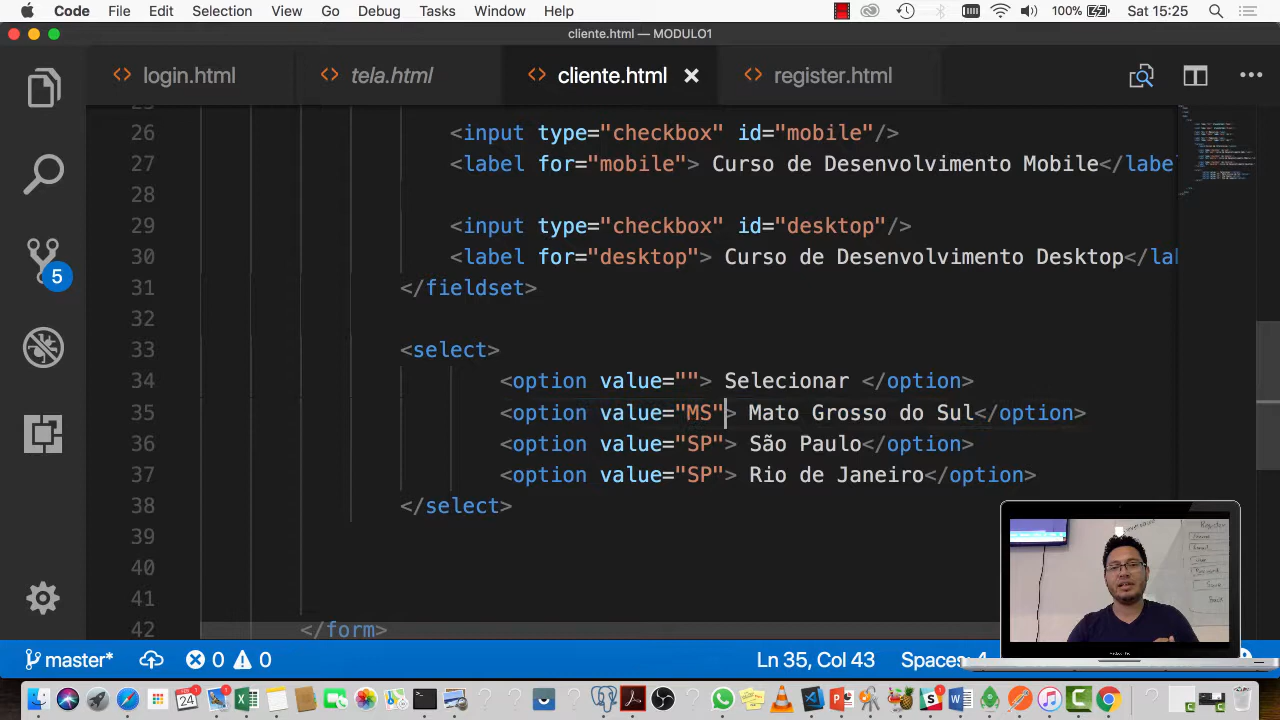 Code File Edit Selection View Go Debug Tasks Window Help 100% Sat 15:25
cliente.html — MODULO1
login.html tela.html cliente.html register.html
26 <input type="checkbox" id="mobile"/>
27 <label for="mobile"> Curso de Desenvolvimento Mobile</label
28
29 <input type="checkbox" id="desktop"/>
30 <label for="desktop"> Curso de Desenvolvimento Desktop</la
31 </fieldset>
32
33 <select>
34 <option value=""> Selecionar </option>
35 <option value="MS"> Mato Grosso do Sul</option>
36 <option value="SP"> São Paulo</option>
37 <option value="SP"> Rio de Janeiro</option>
38 </select>
39
40
41
42 </form>
5
Register
master* 0 0 Ln 35, Col 43 Spaces: 4